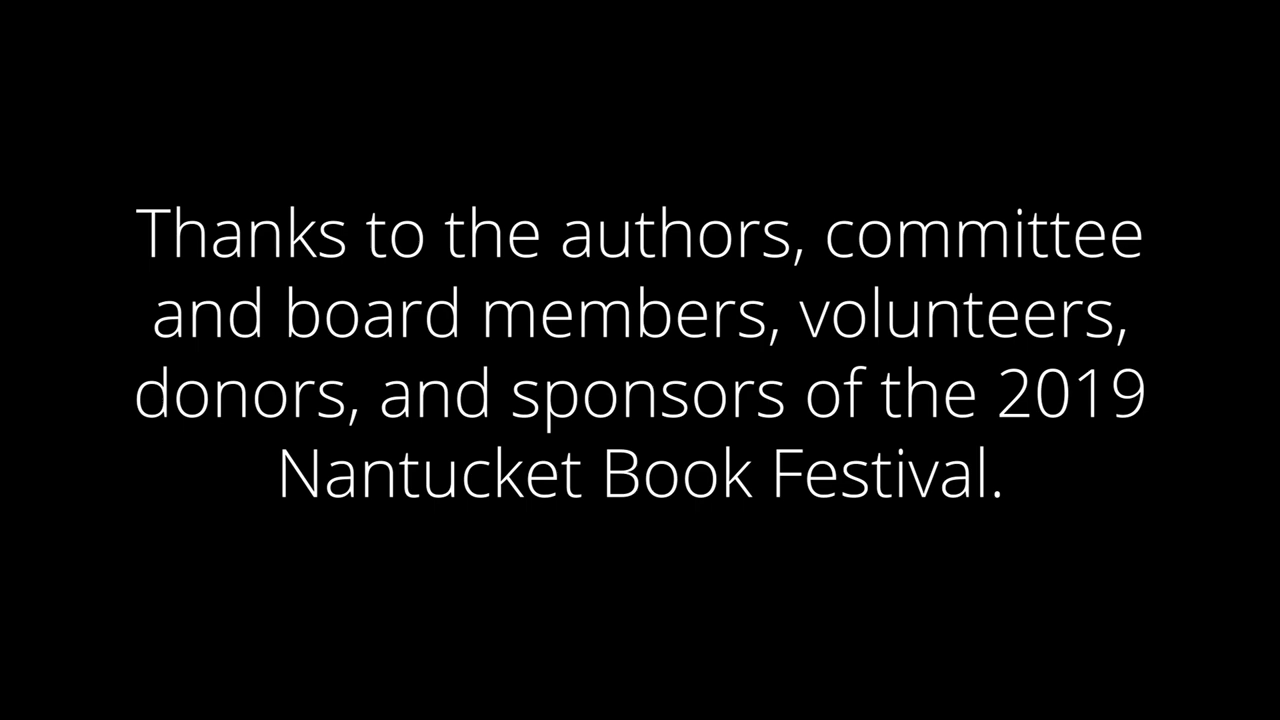 Thanks to the authors, committee
and board members, volunteers,
donors, and sponsors of the 2019
Nantucket Book Festival.